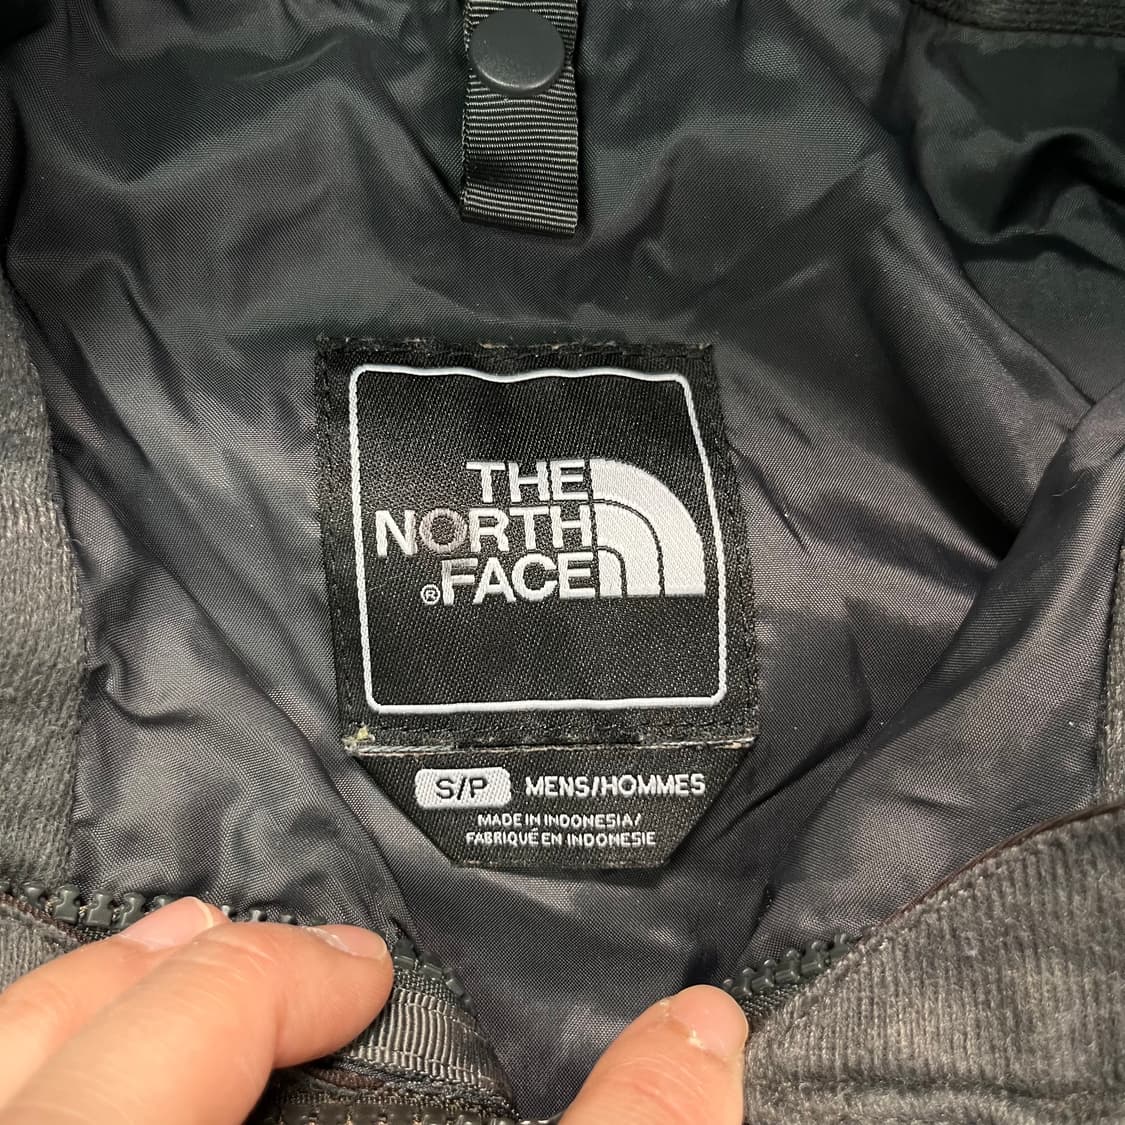 THE
NORTH
®FACE
S/P MENS/HOMMES
MADE IN INDONESIA/
FABRIQUÉ EN INDONESIE